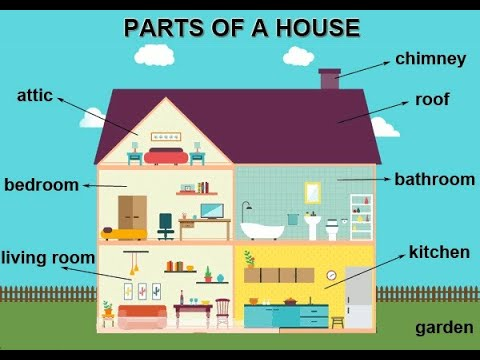 PARTS OF A HOUSE
chimney
attic
roof
bedroom
bathroom
living room
kitchen
garden